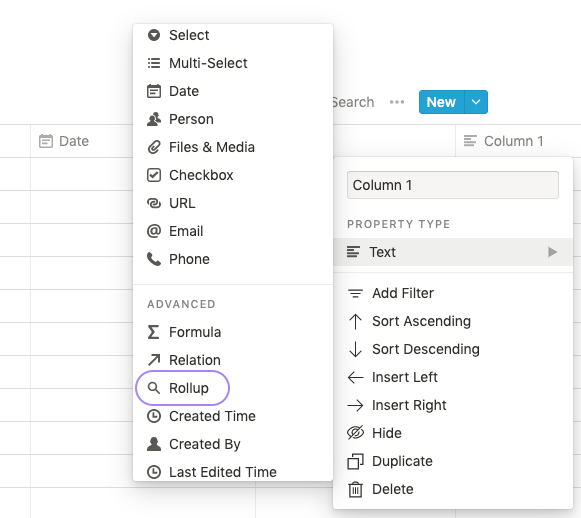 Select
Multi-Select
Date
Person
Files & Media
Checkbox
URL
Email
Phone
ADVANCED
Formula
Relation
Rollup
Created Time
Created By
Last Edited Time
Search
New
Date
Column 1
Column 1
PROPERTY TYPE
Text
Add Filter
Sort Ascending
Sort Descending
Insert Left
Insert Right
Hide
Duplicate
Delete